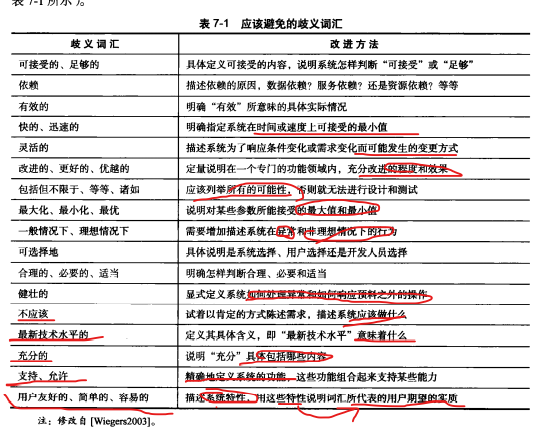 表 7-1 所示）。
表 7-1 应该避免的歧义词汇
歧义词汇 改进方法
可接受的、足够的 具体定义可接受的内容，说明系统怎样判断“可接受”或“足够”
依赖 描述依赖的原因，数据依赖？服务依赖？还是资源依赖？等等
有效的 明确“有效”所意味的具体实际情况
快的、迅速的 明确指定系统在时间或速度上可接受的最小值
灵活的 描述系统为了响应条件变化或需求变化而可能发生的变更方式
改进的、更好的、优越的 定量说明在一个专门的功能领域内，充分改进的程度和效果
包括但不限于、等等、诸如 应该列举所有的可能性，否则就无法进行设计和测试
最大化、最小化、最优 说明对某些参数所能接受的最大值和最小值
一般情况下、理想情况下 需要增加描述系统在异常和非理想情况下的行为
可选择地 具体说明是系统选择、用户选择还是开发人员选择
合理的、必要的、适当 明确怎样判断合理、必要和适当
健壮的 显式定义系统如何处理异常和如何响应预料之外的操作
不应该 试着以肯定的方式陈述需求，描述系统应该做什么
最新技术水平的 定义其具体含义，即“最新技术水平”意味着什么
充分的 说明“充分”具体包括哪些内容
支持、允许 精确地定义系统的功能，这些功能组合起来支持某些能力
用户友好的、简单的、容易的 描述系统特性，用这些特性说明词汇所代表的用户期望的实质
注：修改自 [Wiegers2003]。